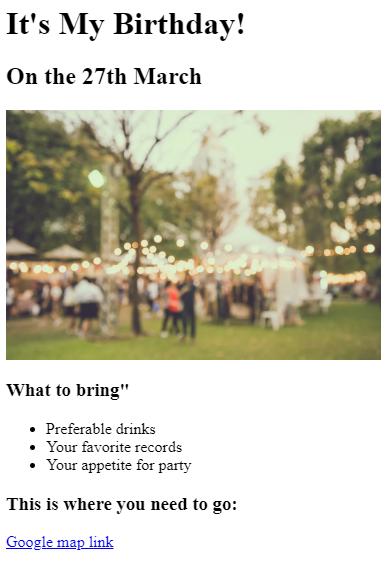 It's My Birthday!
On the 27th March
What to bring"
Preferable drinks
Your favorite records
Your appetite for party
This is where you need to go:
Google map link